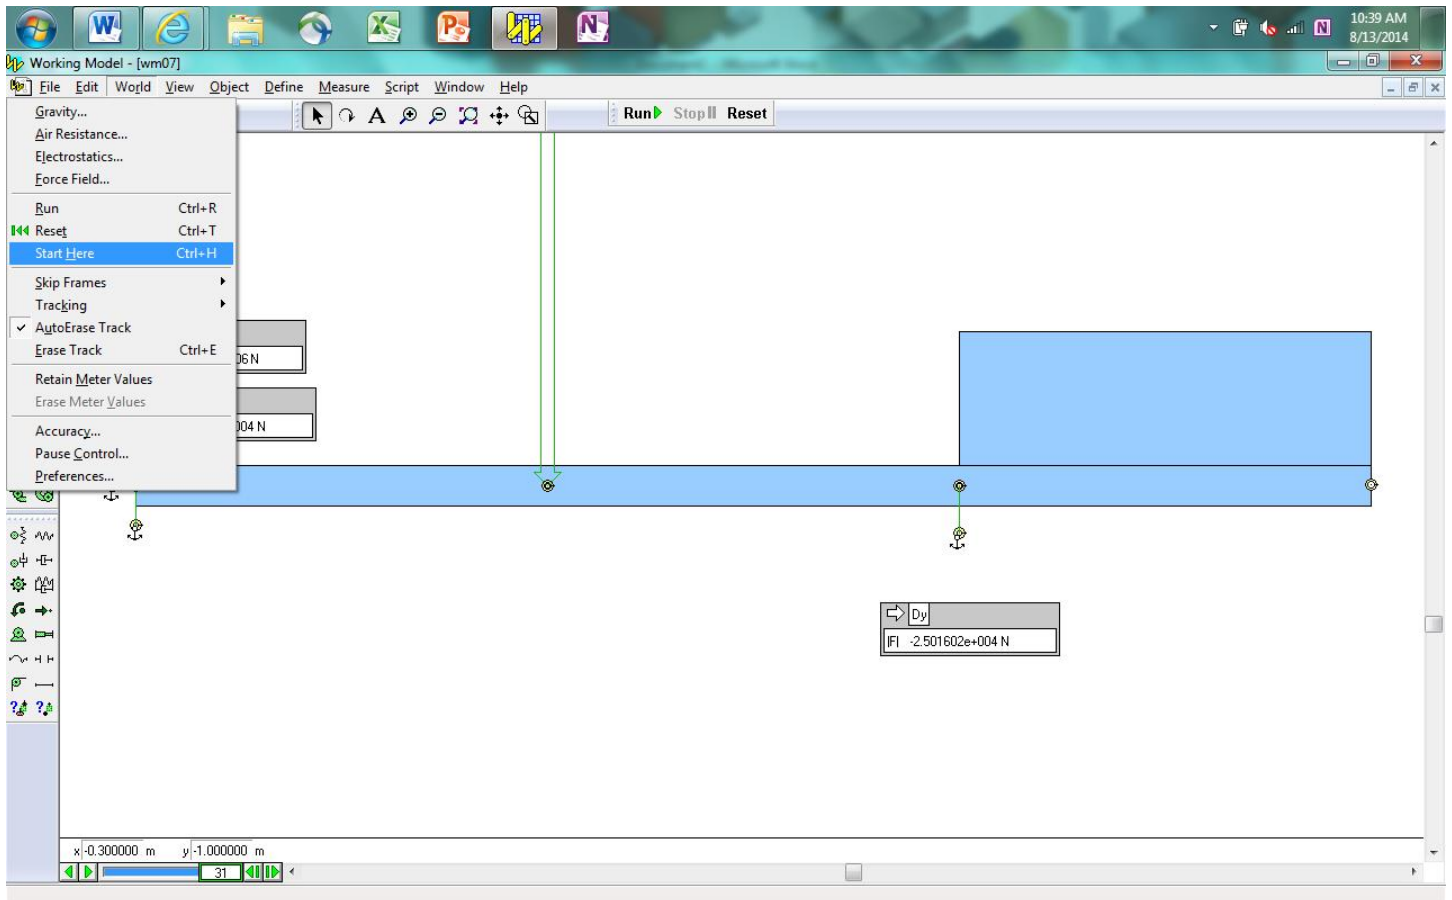 10:39 AM
8/13/2014
Working Model - [wm07]
File Edit World View Object Define Measure Script Window Help
Run Stop Reset
Gravity...
Air Resistance...
Electrostatics...
Force Field...
Run Ctrl+R
Reset Ctrl+T
Start Here Ctrl+H
Skip Frames
Tracking
AutoErase Track
Erase Track Ctrl+E
Retain Meter Values
Erase Meter Values
Accuracy...
Pause Control...
Preferences...
06 N
004 N
Dy
|F| -2.501602e+004 N
x -0.300000 m y -1.000000 m
31